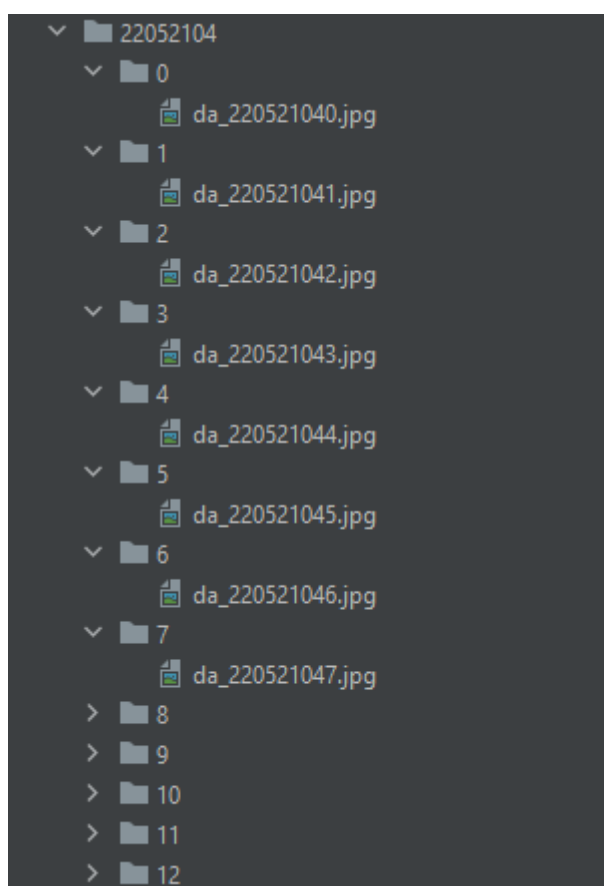 22052104
0
da_220521040.jpg
1
da_220521041.jpg
2
da_220521042.jpg
3
da_220521043.jpg
4
da_220521044.jpg
5
da_220521045.jpg
6
da_220521046.jpg
7
da_220521047.jpg
8
9
10
11
12